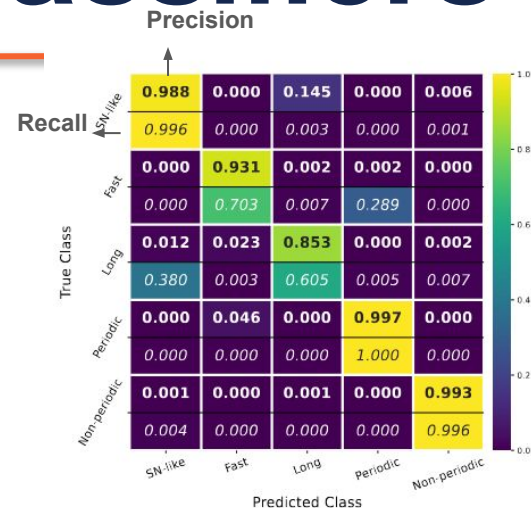 Precision
Recall
SN-like
0.988 0.000 0.145 0.000 0.006
0.996 0.000 0.003 0.000 0.001
Fast
0.000 0.931 0.002 0.002 0.000
0.000 0.703 0.007 0.289 0.000
Long
0.012 0.023 0.853 0.000 0.002
0.380 0.003 0.605 0.005 0.007
Periodic
0.000 0.046 0.000 0.997 0.000
0.000 0.000 0.000 1.000 0.000
Non-periodic
0.001 0.000 0.001 0.000 0.993
0.004 0.000 0.000 0.000 0.996
True Class
SN-like Fast Long Periodic Non-periodic
Predicted Class
1.0
0.8
0.6
0.4
0.2
0.0